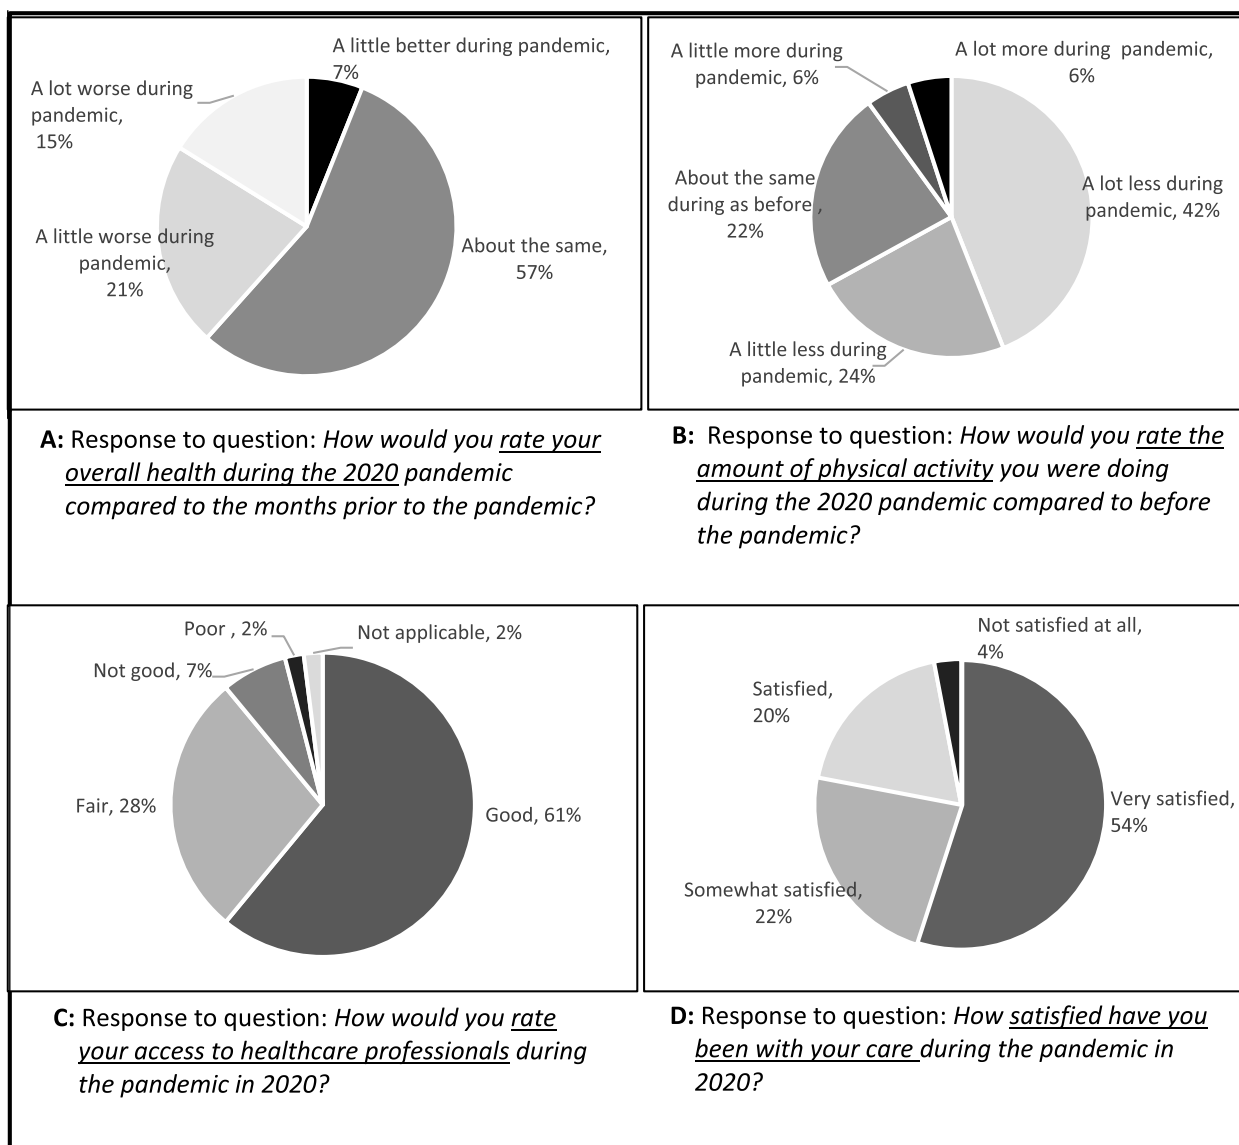 A little better during pandemic,
7%
A lot worse during
pandemic,
15%
A little worse during
pandemic,
21%
About the same,
57%
A little more during
pandemic, 6%
A lot more during pandemic,
6%
About the same
during as before ,
22%
A lot less during
pandemic, 42%
A little less during
pandemic, 24%
A: Response to question: How would you rate your
overall health during the 2020 pandemic
compared to the months prior to the pandemic?
B: Response to question: How would you rate the
amount of physical activity you were doing
during the 2020 pandemic compared to before
the pandemic?
Poor , 2%
Not applicable, 2%
Not good, 7%
Fair, 28%
Good, 61%
Not satisfied at all,
4%
Satisfied,
20%
Very satisfied,
54%
Somewhat satisfied,
22%
C: Response to question: How would you rate
your access to healthcare professionals during
the pandemic in 2020?
D: Response to question: How satisfied have you
been with your care during the pandemic in
2020?